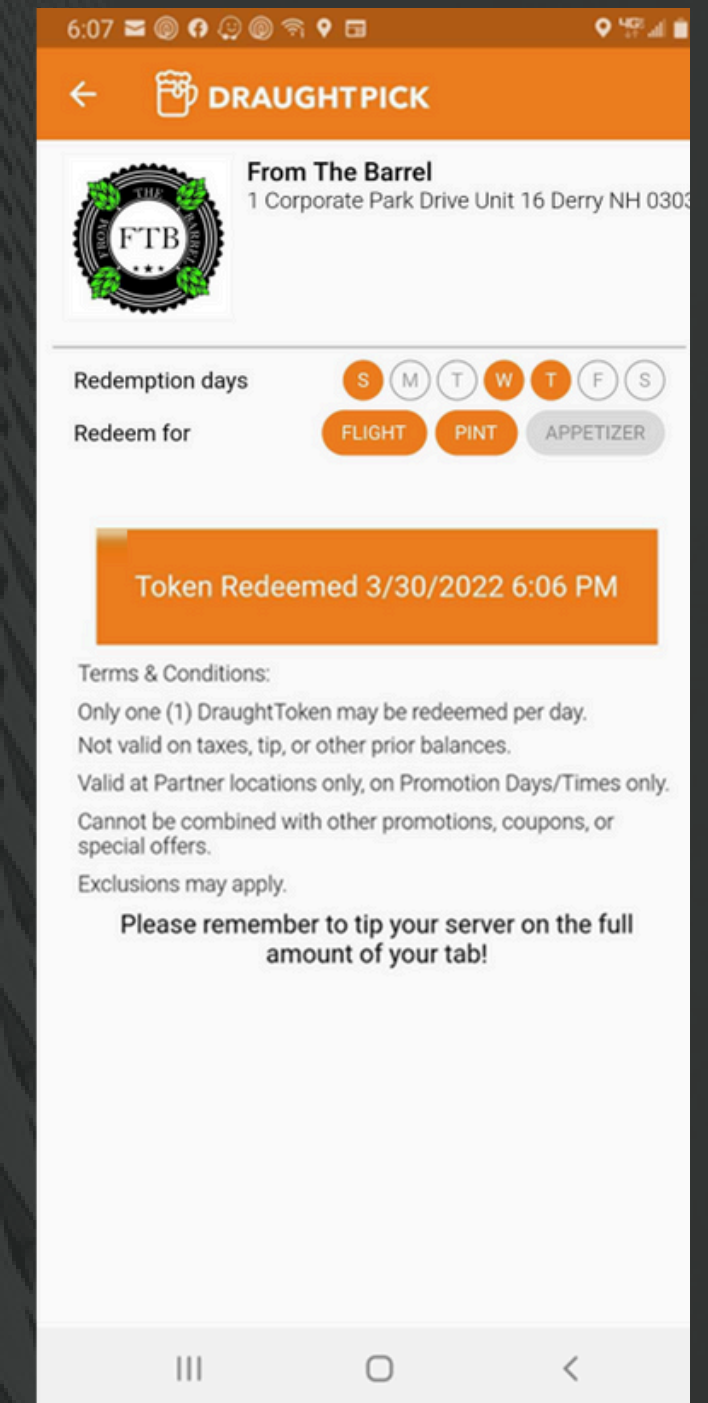 6:07
4G
DRAUGHTPICK
THE
FROM
BARREL
FTB
From The Barrel
1 Corporate Park Drive Unit 16 Derry NH 0303
Redemption days S M T W T F S
Redeem for FLIGHT PINT APPETIZER
Token Redeemed 3/30/2022 6:06 PM
Terms & Conditions:
Only one (1) DraughtToken may be redeemed per day.
Not valid on taxes, tip, or other prior balances.
Valid at Partner locations only, on Promotion Days/Times only.
Cannot be combined with other promotions, coupons, or
special offers.
Exclusions may apply.
Please remember to tip your server on the full
amount of your tab!